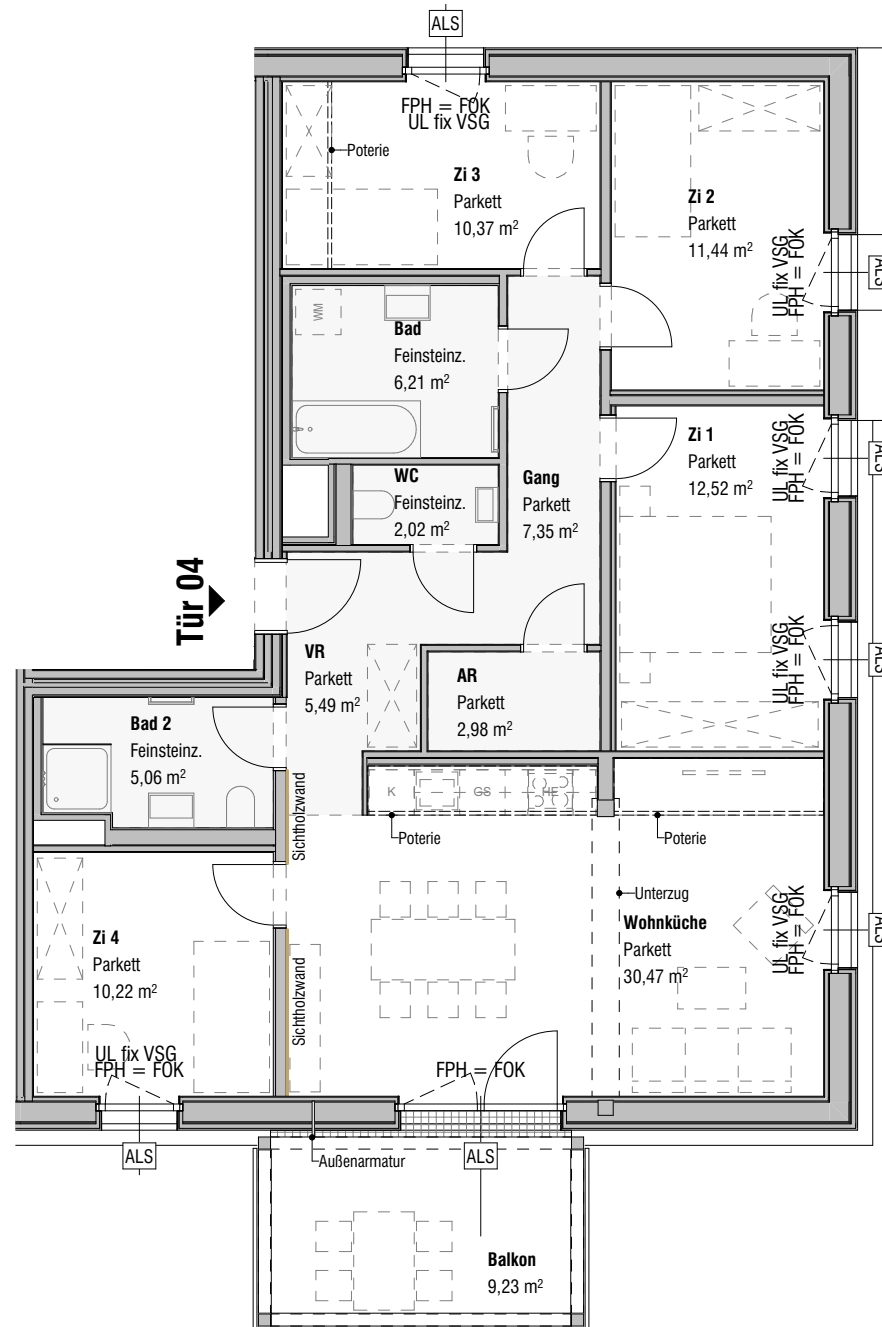 ALS
FPH = FOK
UL fix VSG
Poterie
Zi 3
Parkett
10,37 m²
Zi 2
Parkett
11,44 m²
UL fix VSG
FPH = FOK
ALS
WM
Bad
Feinsteinz.
6,21 m²
Zi 1
Parkett
12,52 m²
UL fix VSG
FPH = FOK
ALS
WC
Feinsteinz.
2,02 m²
Gang
Parkett
7,35 m²
Tür 04
VR
Parkett
5,49 m²
AR
Parkett
2,98 m²
UL fix VSG
FPH = FOK
ALS
Bad 2
Feinsteinz.
5,06 m²
K
GS
HE
Sichtholzwand
Poterie
Poterie
Unterzug
Wohnküche
Parkett
30,47 m²
UL fix VSG
FPH = FOK
ALS
Zi 4
Parkett
10,22 m²
Sichtholzwand
UL fix VSG
FPH = FOK
FPH = FOK
ALS
Außenarmatur
ALS
Balkon
9,23 m²